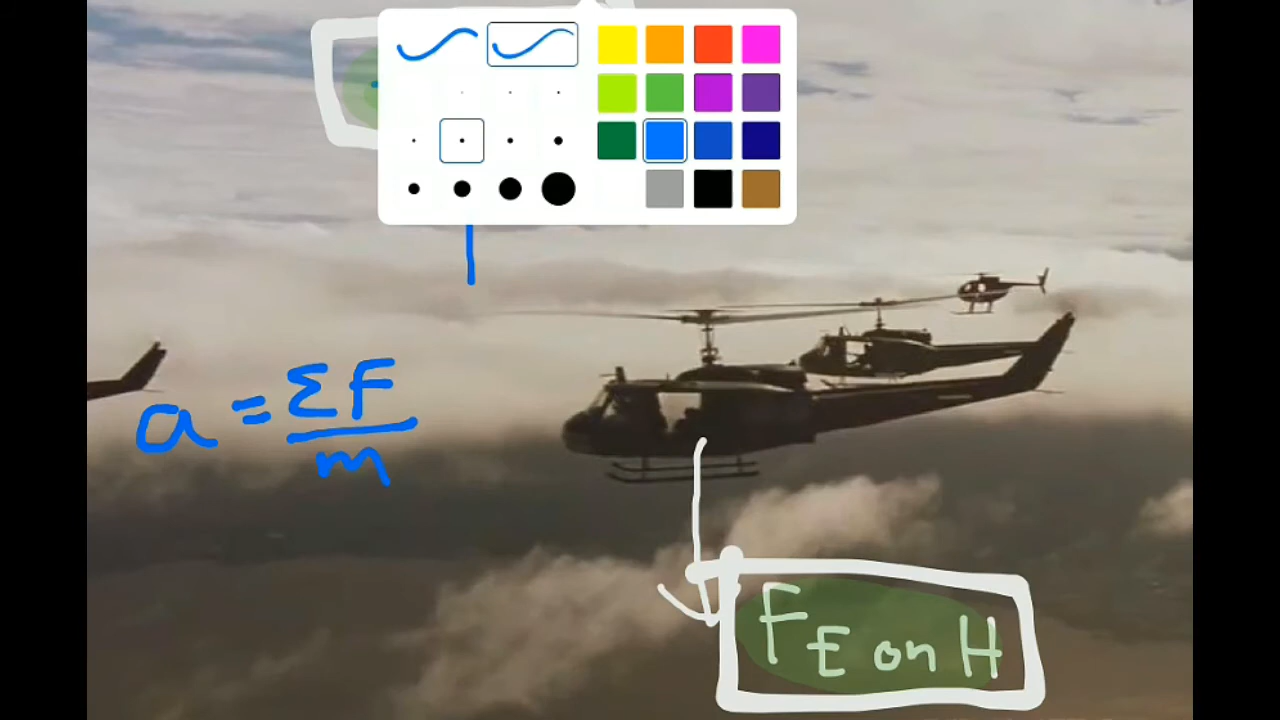 a = ΣF
m
F E on H